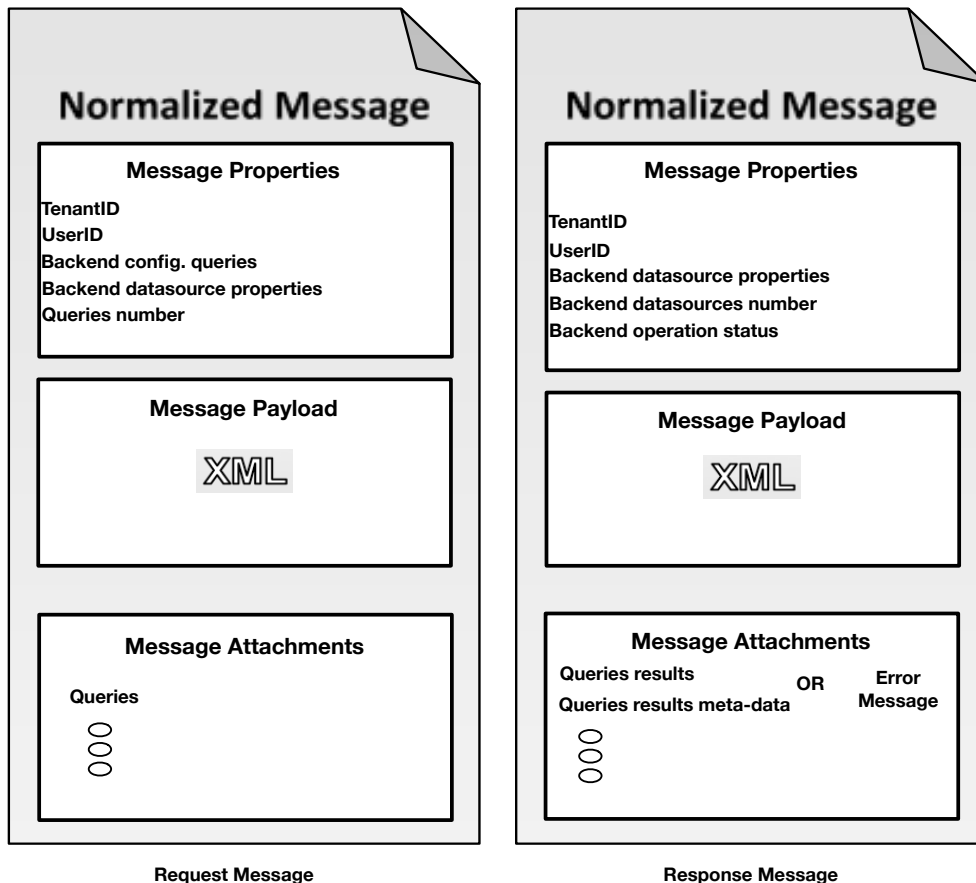 Normalized Message
Message Properties
TenantID
UserID
Backend config. queries
Backend datasource properties
Queries number
Message Payload
XML
Message Attachments
Queries
Request Message
Normalized Message
Message Properties
TenantID
UserID
Backend datasource properties
Backend datasources number
Backend operation status
Message Payload
XML
Message Attachments
Queries results
Queries results meta-data
OR
Error
Message
Response Message